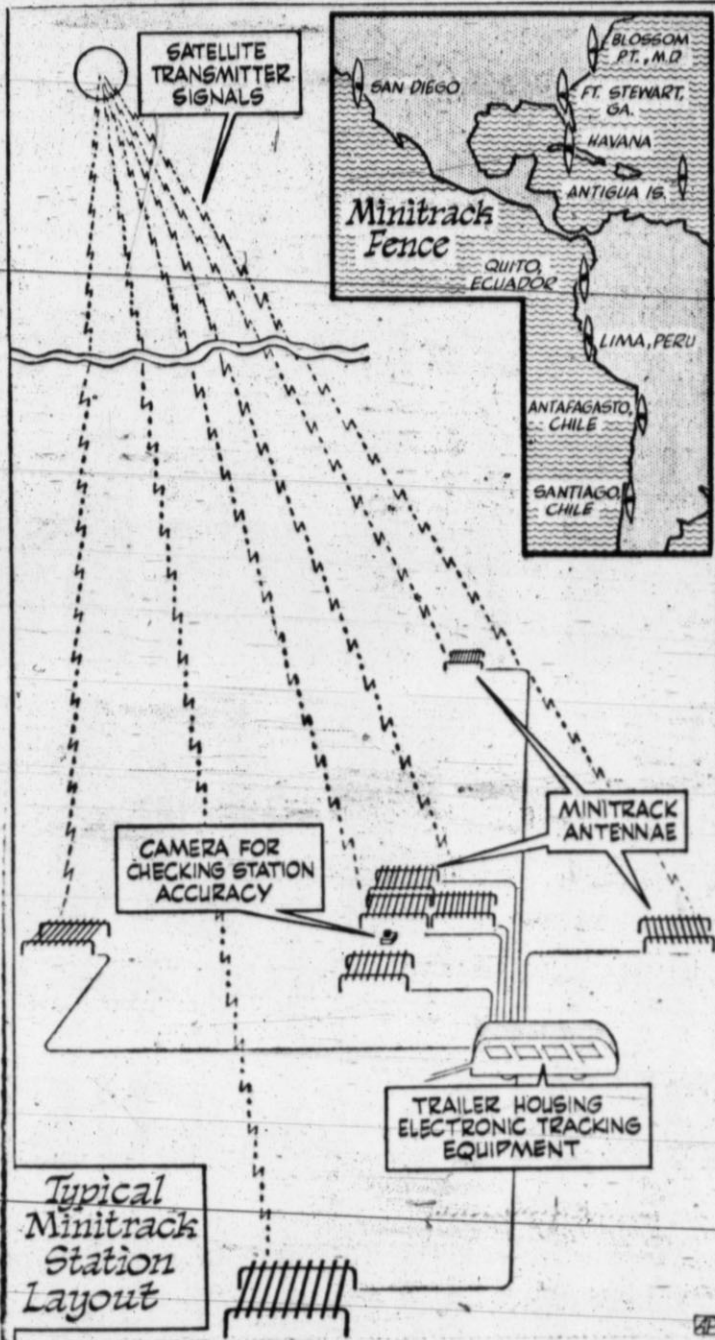 SATELLITE
TRANSMITTER
SIGNALS
BLOSSOM
PT., M.D
SAN DIEGO
FT. STEWART,
GA.
HAVANA
ANTIGUA IS.
Minitrack
Fence
QUITO,
ECUADOR
LIMA, PERU
ANTAFAGASTO,
CHILE
SANTIAGO,
CHILE
MINITRACK
ANTENNAE
CAMERA FOR
CHECKING STATION
ACCURACY
TRAILER HOUSING
ELECTRONIC TRACKING
EQUIPMENT
Typical
Minitrack
Station
Layout